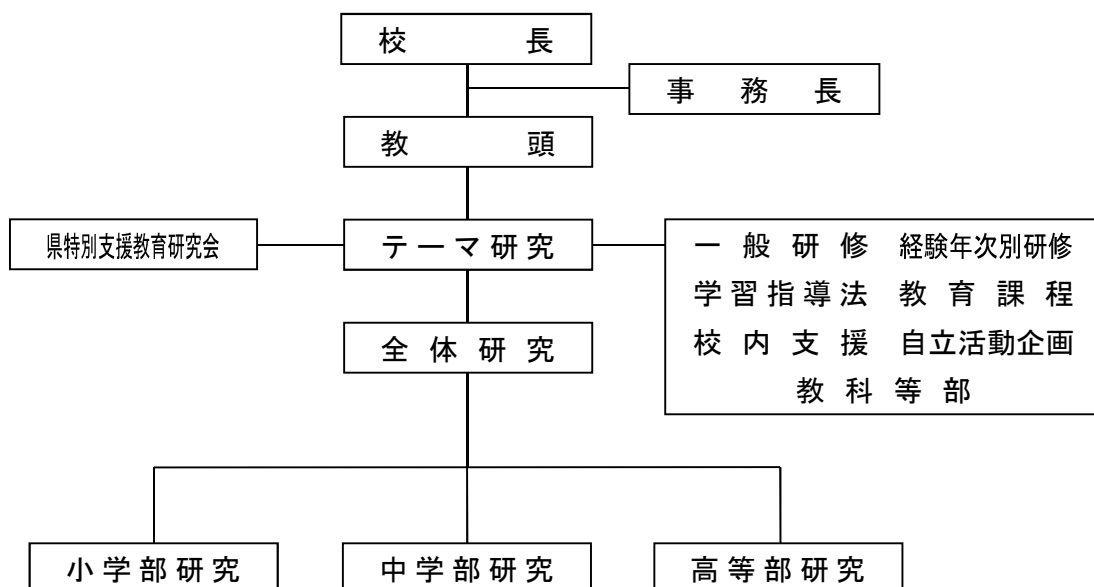 校長
事務長
教頭
県特別支援教育研究会
テーマ研究
一般研修 経験年次別研修
学習指導法 教育課程
校内支援 自立活動企画
教科等部
全体研究
小学部研究
中学部研究
高等部研究